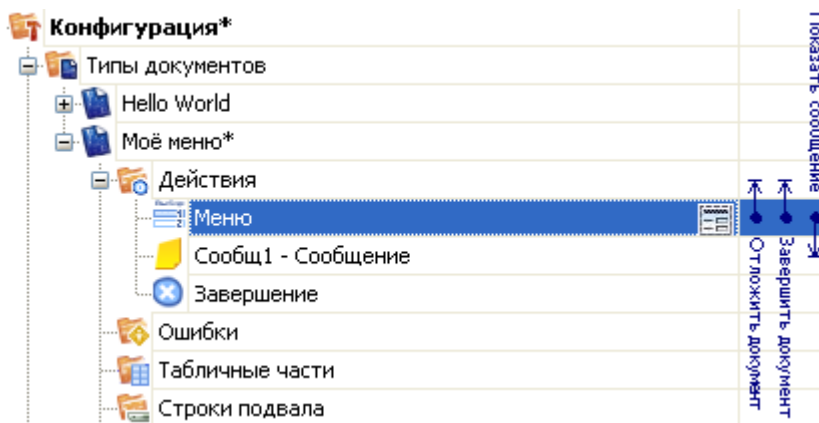 Конфигурация*
Типы документов
Hello World
Моё меню*
Действия
Меню
Сообщ1 - Сообщение
Завершение
Ошибки
Табличные части
Строки подвала
Отложить документ
Завершить документ
Показать сообщение